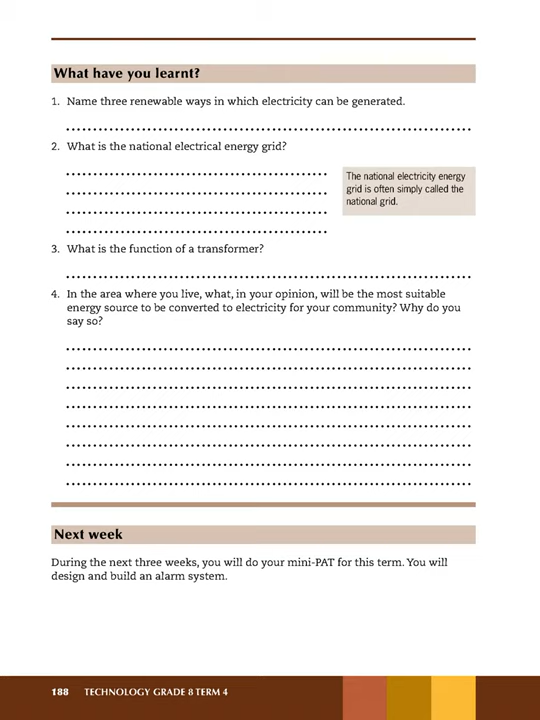 What have you learnt?
1. Name three renewable ways in which electricity can be generated.
2. What is the national electrical energy grid?
The national electricity energy
grid is often simply called the
national grid.
3. What is the function of a transformer?
4. In the area where you live, what, in your opinion, will be the most suitable
energy source to be converted to electricity for your community? Why do you
say so?
Next week
During the next three weeks, you will do your mini-PAT for this term. You will
design and build an alarm system.
188 TECHNOLOGY GRADE 8 TERM 4